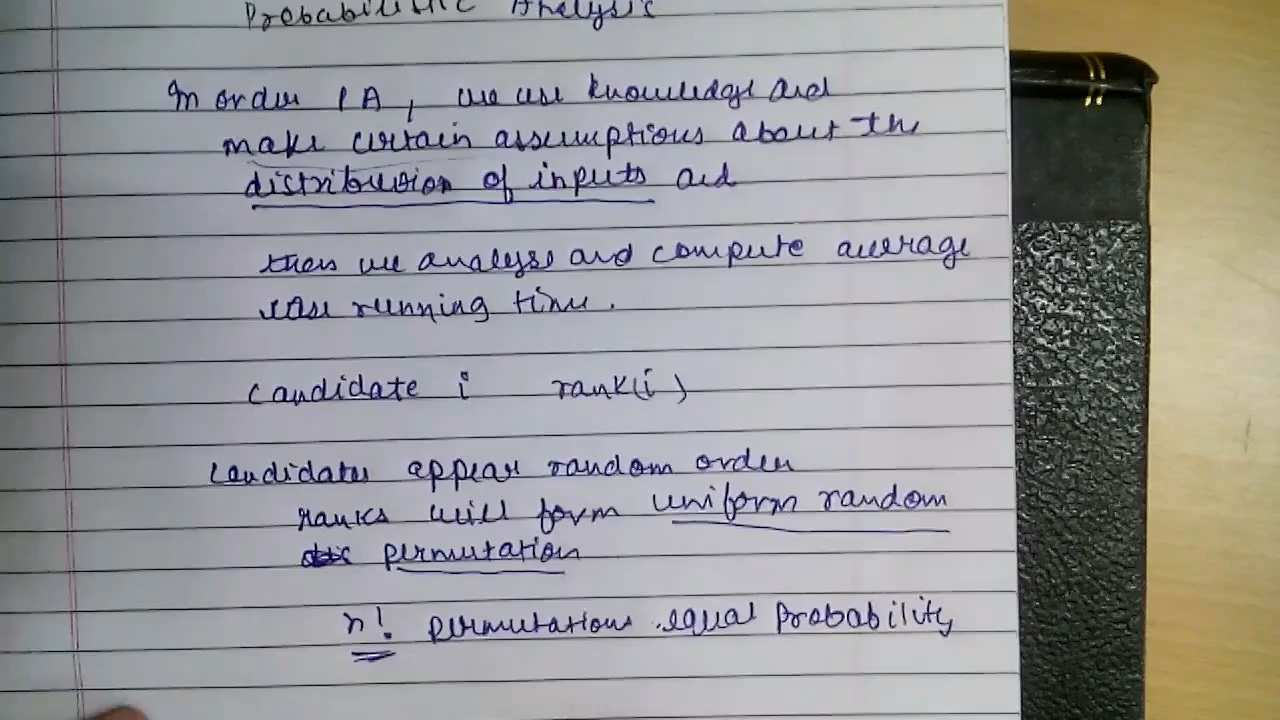 Probabilistic Analysis
In order PA, we use knowledge and
make certain assumptions about the
distribution of inputs and
then we analyse and compute average
case running time.
Candidate i rank(i)
Candidates appear random order
ranks will form uniform random
permutation
n! permutations equal Probability